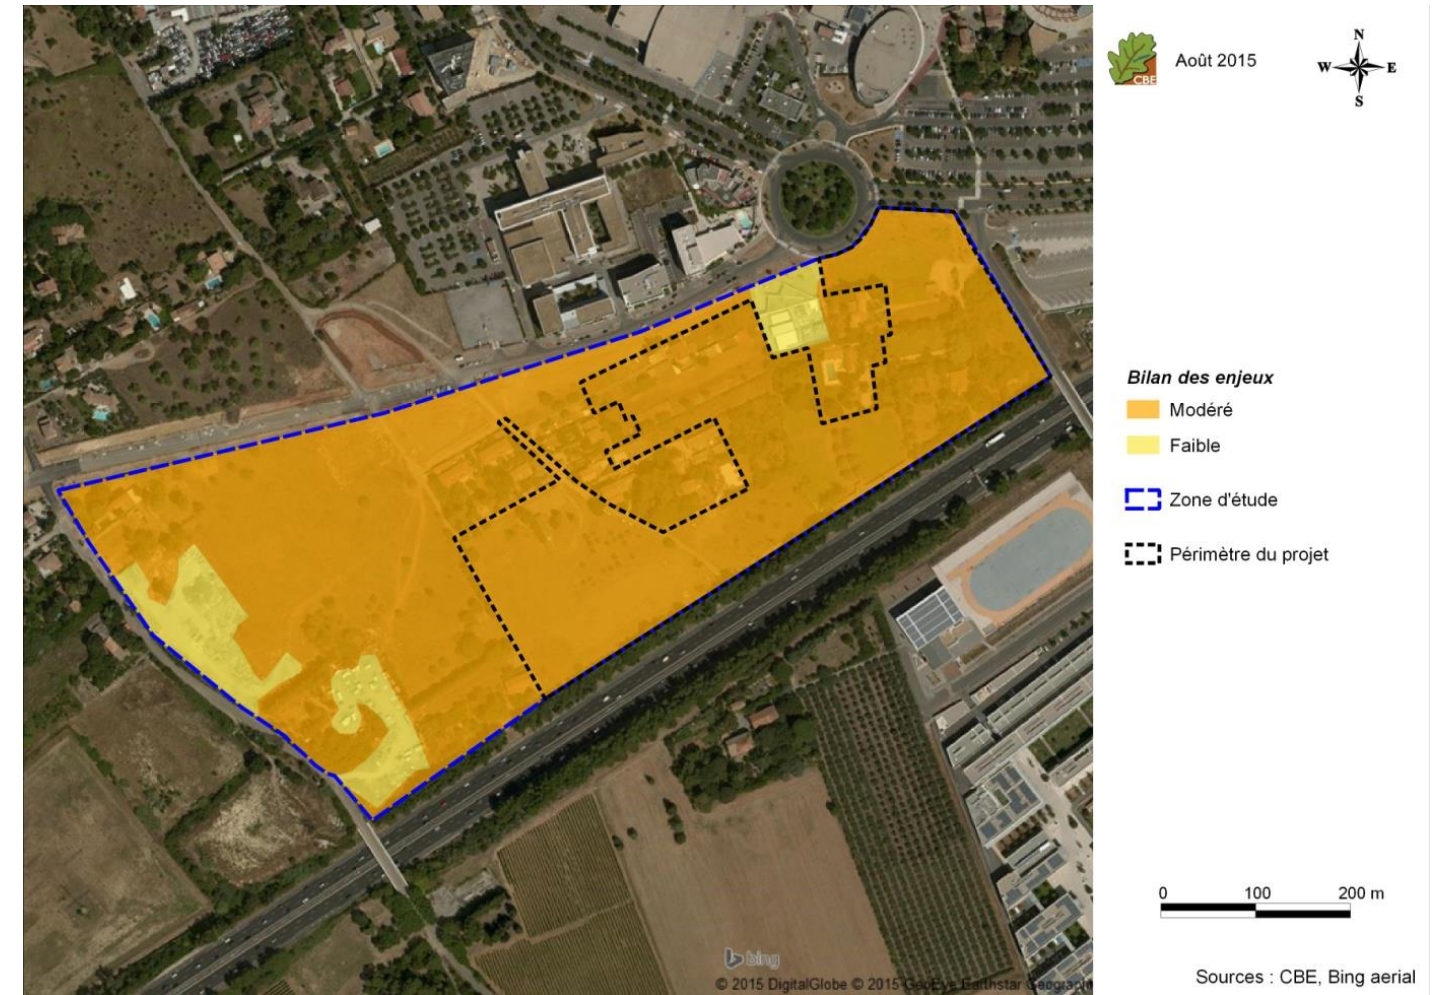 CBE
Août 2015
N
W E
S
Bilan des enjeux
Modéré
Faible
Zone d'étude
Périmètre du projet
0 100 200 m
bing
© 2015 DigitalGlobe © 2015 GeoEye Earthstar Geographi
Sources : CBE, Bing aerial